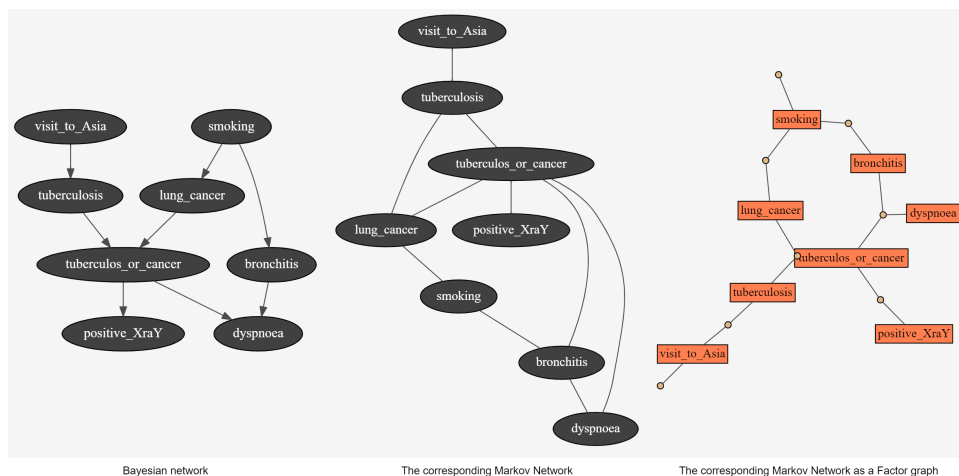 visit_to_Asia
smoking
tuberculosis
lung_cancer
tuberculos_or_cancer
bronchitis
positive_XraY
dyspnoea
Bayesian network
visit_to_Asia
tuberculosis
tuberculos_or_cancer
lung_cancer
positive_XraY
smoking
bronchitis
dyspnoea
The corresponding Markov Network
smoking
bronchitis
lung_cancer
dyspnoea
tuberculos_or_cancer
tuberculosis
positive_XraY
visit_to_Asia
The corresponding Markov Network as a Factor graph